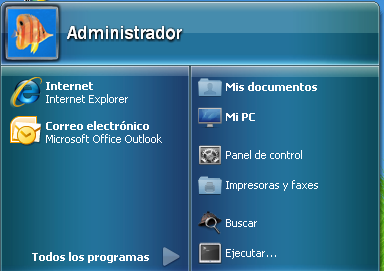 Administrador
Internet
Internet Explorer
Correo electrónico
Microsoft Office Outlook
Todos los programas
Mis documentos
Mi PC
Panel de control
Impresoras y faxes
Buscar
Ejecutar...